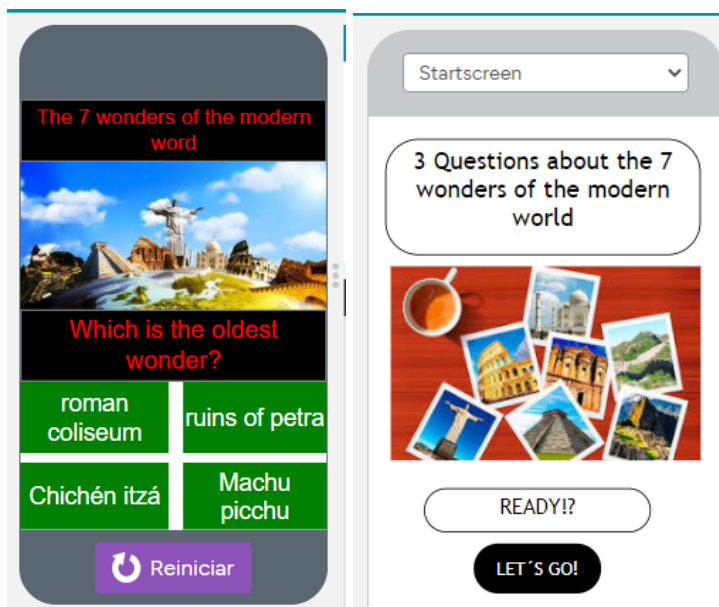 The 7 wonders of the modern
word
Which is the oldest
wonder?
roman
coliseum
ruins of petra
Chichén itzá
Machu
picchu
Reiniciar
Startscreen
3 Questions about the 7
wonders of the modern
world
READY!?
LET´S GO!